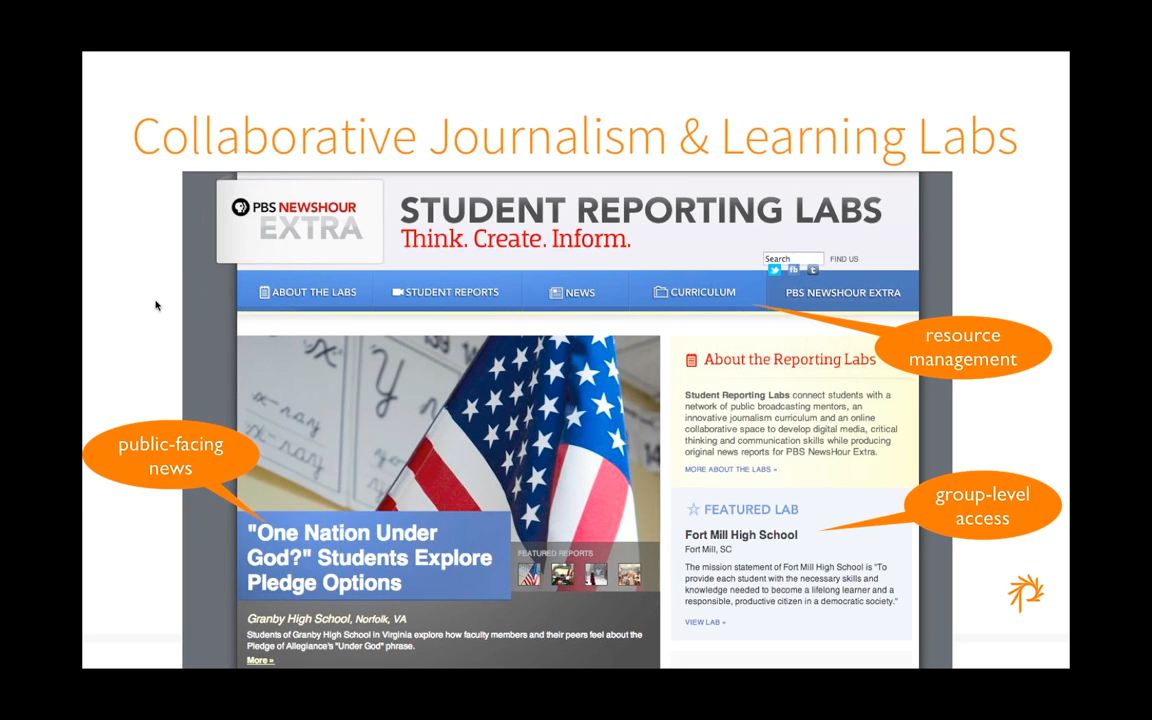 Collaborative Journalism & Learning Labs
PBS NEWSHOUR
EXTRA
STUDENT REPORTING LABS
Think. Create. Inform.
Search
FIND US
ABOUT THE LABS
STUDENT REPORTS
NEWS
CURRICULUM
PBS NEWSHOUR EXTRA
resource
management
x
y
x-ray
x-ray
public-facing
news
"One Nation Under
God?" Students Explore
Pledge Options
FEATURED REPORTS
Granby High School, Norfolk, VA
Students of Granby High School in Virginia explore how faculty members and their peers feel about the
Pledge of Allegiance's "Under God" phrase.
More »
About the Reporting Labs
Student Reporting Labs connect students with a
network of public broadcasting mentors, an
innovative journalism curriculum and an online
collaborative space to develop digital media, critical
thinking and communication skills while producing
original news reports for PBS NewsHour Extra.
MORE ABOUT THE LABS »
group-level
access
FEATURED LAB
Fort Mill High School
Fort Mill, SC
The mission statement of Fort Mill High School is "To
provide each student with the necessary skills and
knowledge needed to become a lifelong learner and a
responsible, productive citizen in a democratic society."
VIEW LAB »